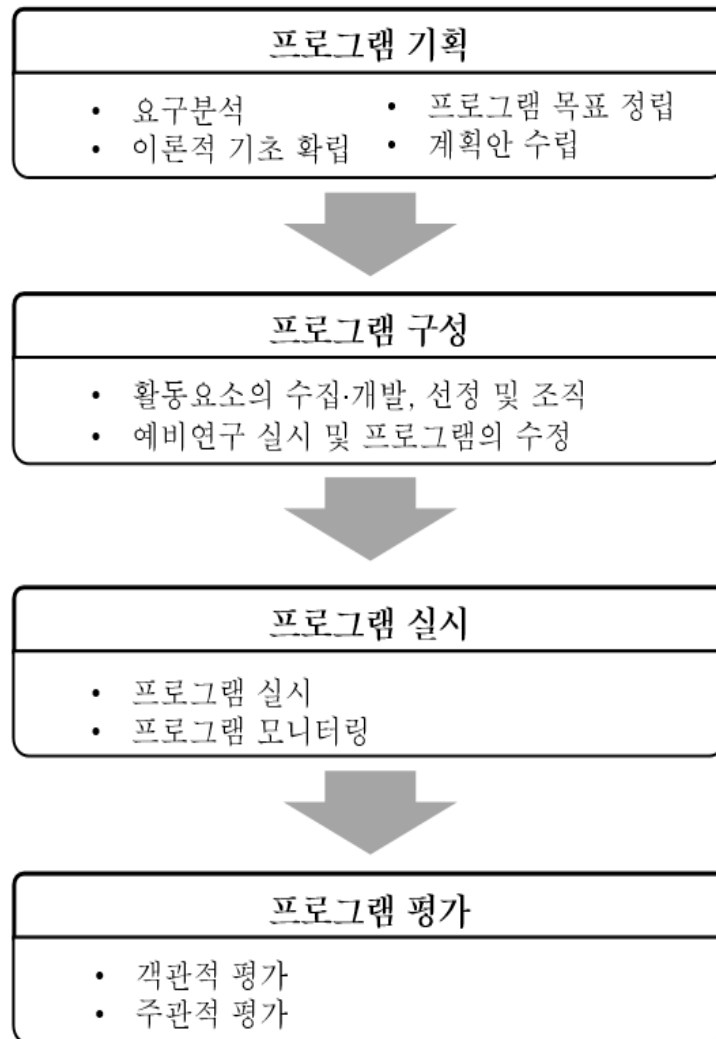 프로그램 기획
• 요구분석 • 프로그램 목표 정립
• 이론적 기초 확립 • 계획안 수립
프로그램 구성
• 활동요소의 수집·개발, 선정 및 조직
• 예비연구 실시 및 프로그램의 수정
프로그램 실시
• 프로그램 실시
• 프로그램 모니터링
프로그램 평가
• 객관적 평가
• 주관적 평가